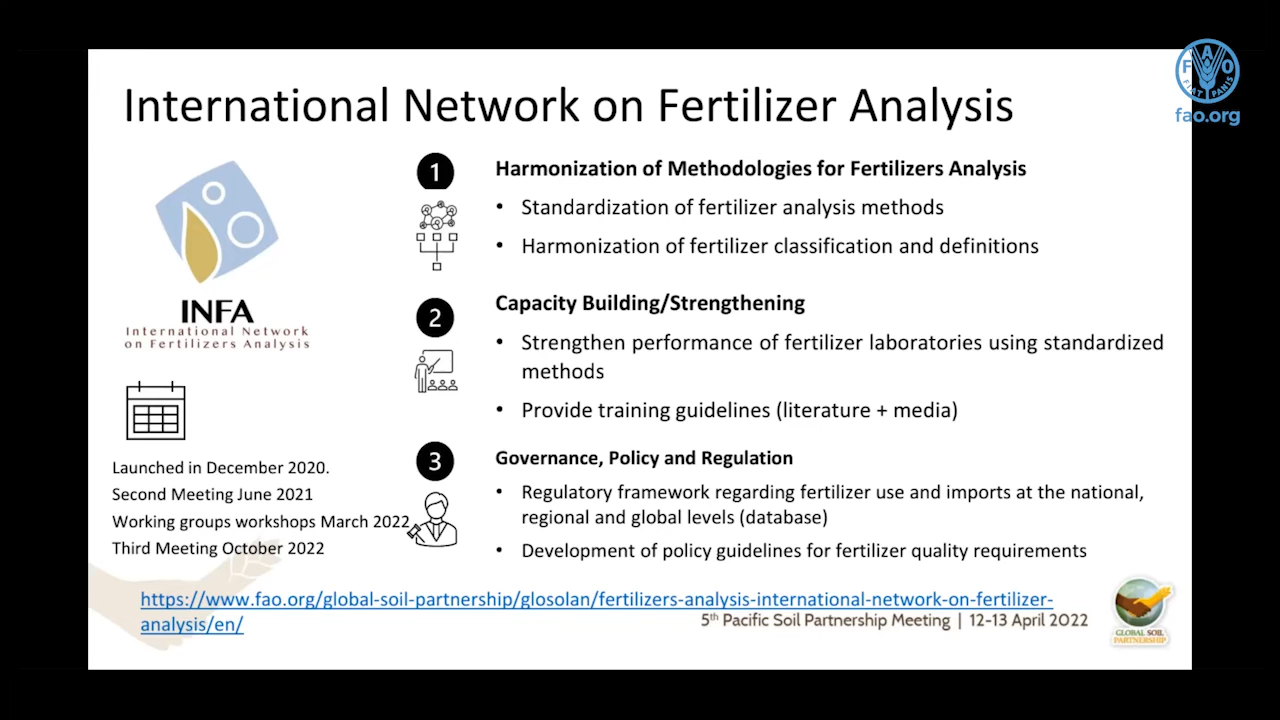 International Network on Fertilizer Analysis
F A O
FIAT PANIS
fao.org
INFA
International Network
on Fertilizers Analysis
Launched in December 2020.
Second Meeting June 2021
Working groups workshops March 2022
Third Meeting October 2022
1
Harmonization of Methodologies for Fertilizers Analysis
• Standardization of fertilizer analysis methods
• Harmonization of fertilizer classification and definitions
2
Capacity Building/Strengthening
• Strengthen performance of fertilizer laboratories using standardized
methods
• Provide training guidelines (literature + media)
3
Governance, Policy and Regulation
• Regulatory framework regarding fertilizer use and imports at the national,
regional and global levels (database)
• Development of policy guidelines for fertilizer quality requirements
https://www.fao.org/global-soil-partnership/glosolan/fertilizers-analysis-international-network-on-fertilizer-
analysis/en/
5th Pacific Soil Partnership Meeting | 12-13 April 2022
GLOBAL SOIL
PARTNERSHIP